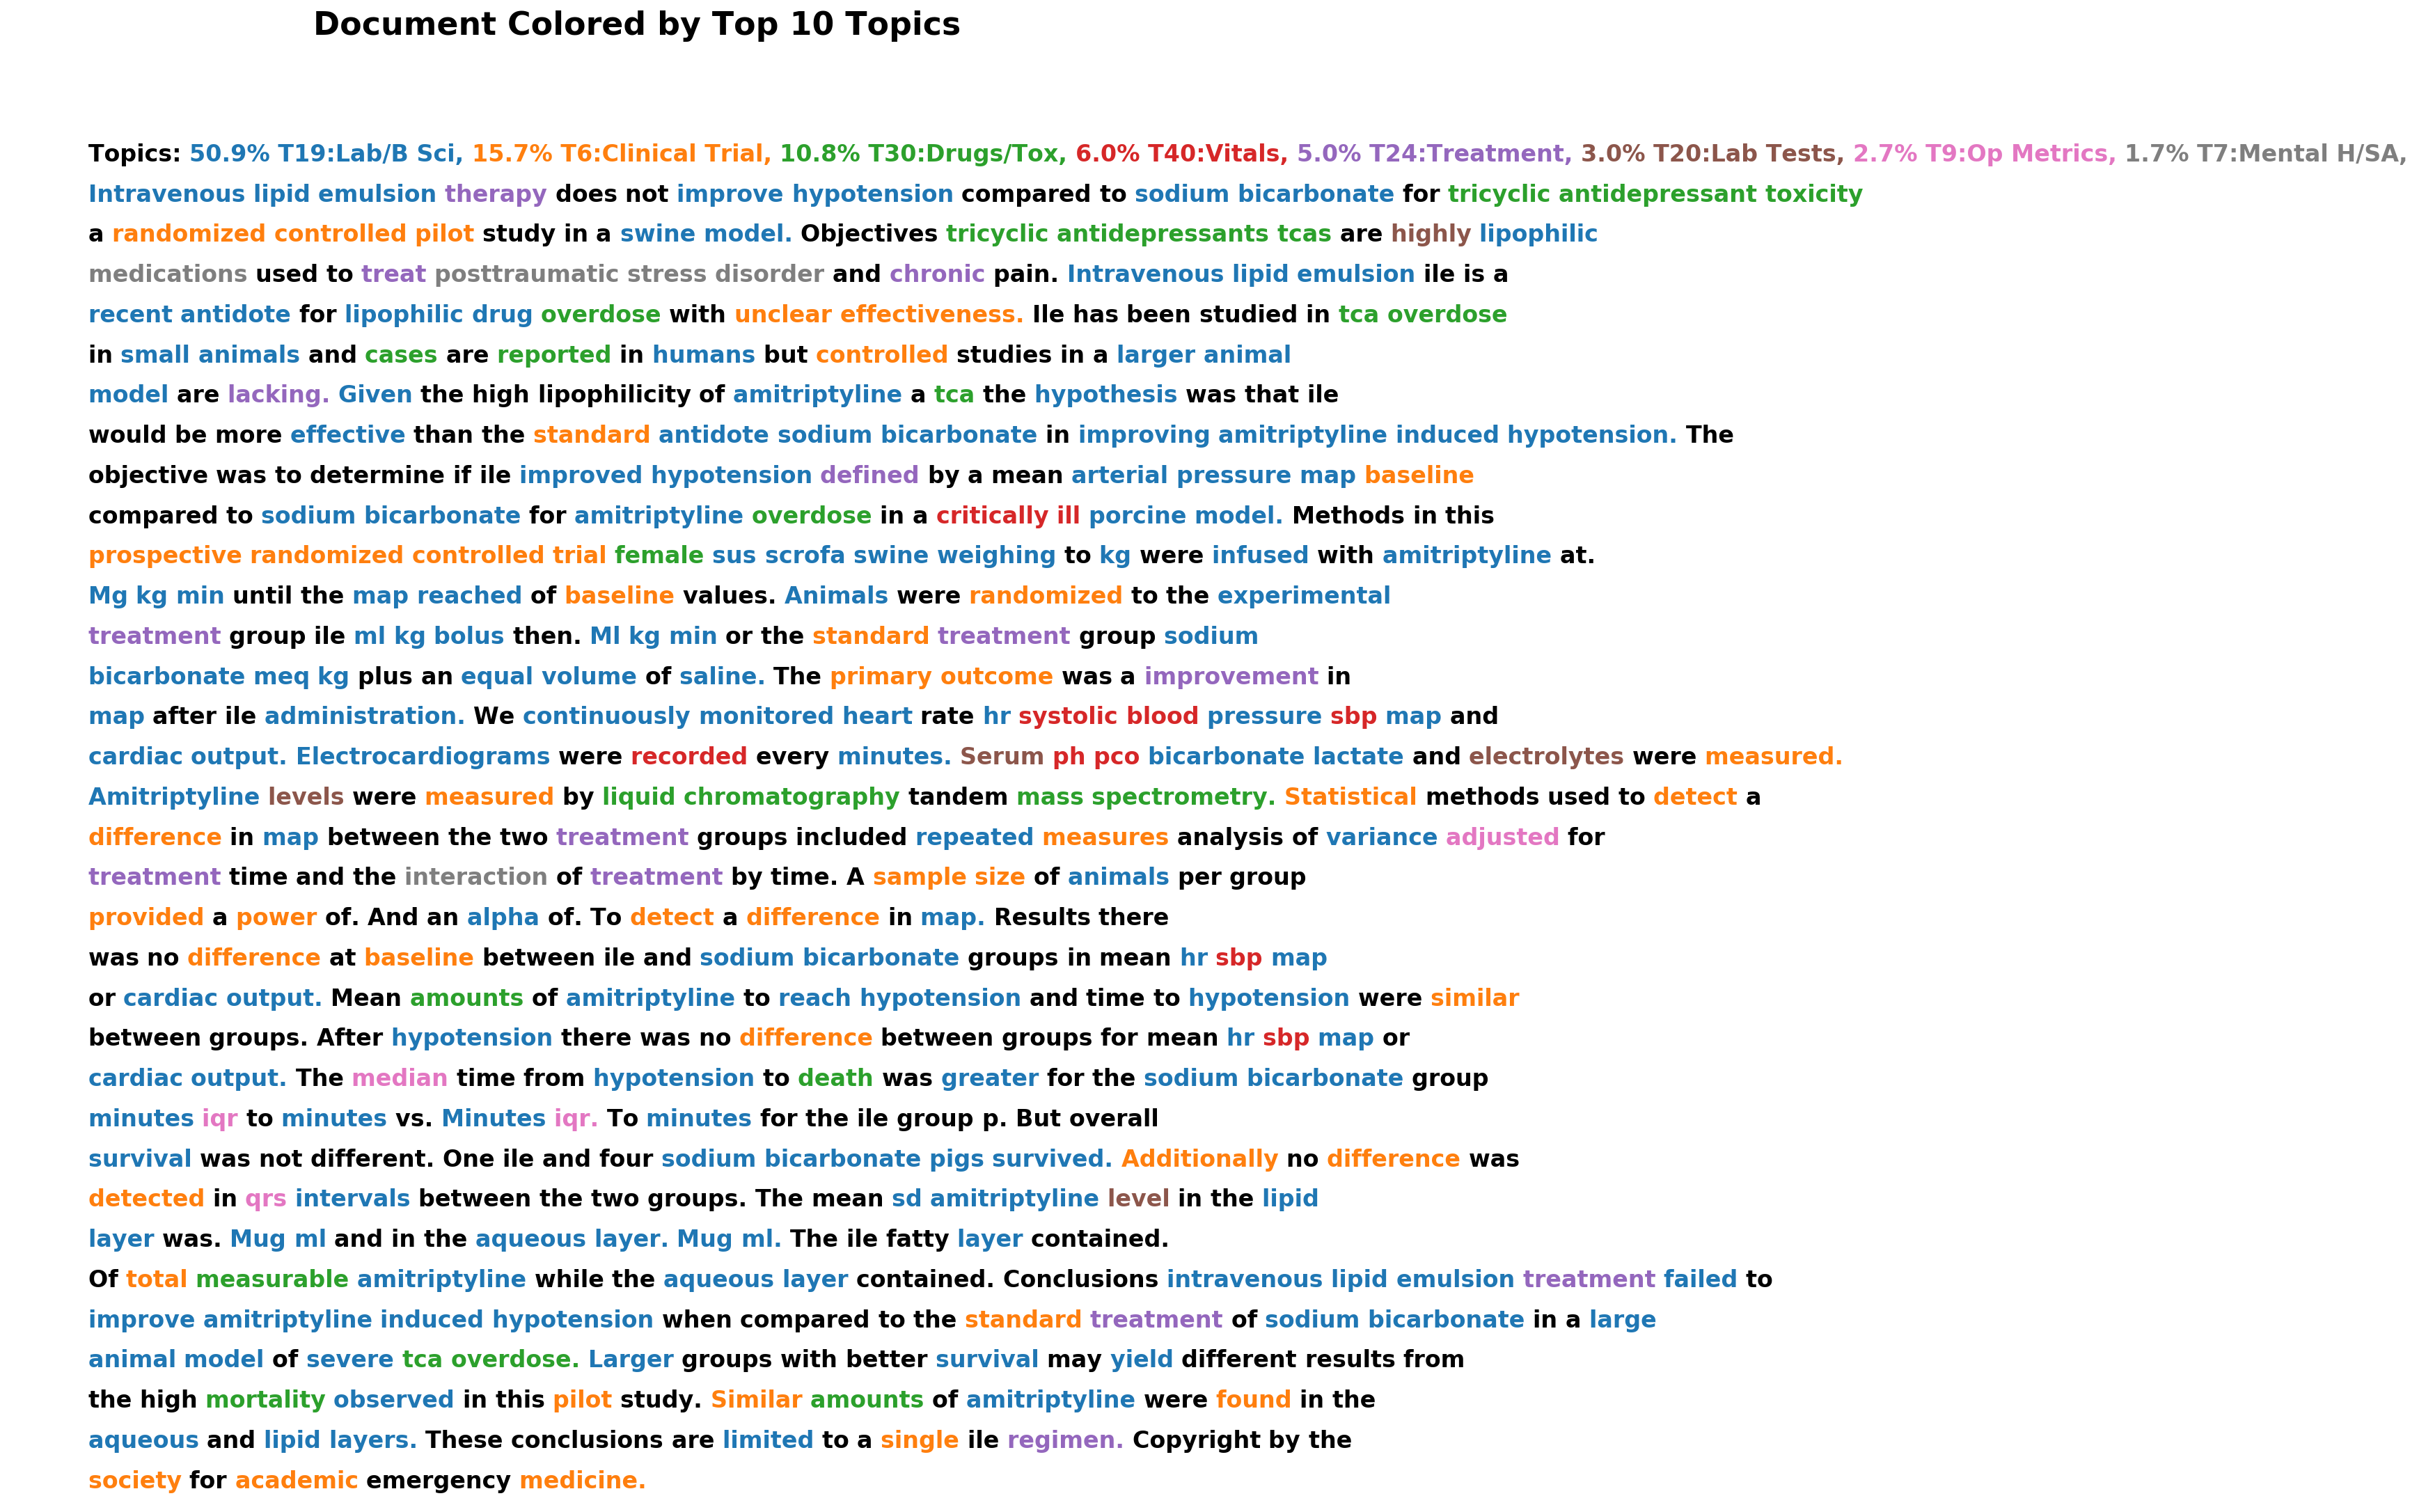 Document Colored by Top 10 Topics
Topics: 50.9% T19:Lab/B Sci, 15.7% T6:Clinical Trial, 10.8% T30:Drugs/Tox, 6.0% T40:Vitals, 5.0% T24:Treatment, 3.0% T20:Lab Tests, 2.7% T9:Op Metrics, 1.7% T7:Mental H/SA,
Intravenous lipid emulsion therapy does not improve hypotension compared to sodium bicarbonate for tricyclic antidepressant toxicity
a randomized controlled pilot study in a swine model. Objectives tricyclic antidepressants tcas are highly lipophilic
medications used to treat posttraumatic stress disorder and chronic pain. Intravenous lipid emulsion ile is a
recent antidote for lipophilic drug overdose with unclear effectiveness. Ile has been studied in tca overdose
in small animals and cases are reported in humans but controlled studies in a larger animal
model are lacking. Given the high lipophilicity of amitriptyline a tca the hypothesis was that ile
would be more effective than the standard antidote sodium bicarbonate in improving amitriptyline induced hypotension. The
objective was to determine if ile improved hypotension defined by a mean arterial pressure map baseline
compared to sodium bicarbonate for amitriptyline overdose in a critically ill porcine model. Methods in this
prospective randomized controlled trial female sus scrofa swine weighing to kg were infused with amitriptyline at.
Mg kg min until the map reached of baseline values. Animals were randomized to the experimental
treatment group ile ml kg bolus then. Ml kg min or the standard treatment group sodium
bicarbonate meq kg plus an equal volume of saline. The primary outcome was a improvement in
map after ile administration. We continuously monitored heart rate hr systolic blood pressure sbp map and
cardiac output. Electrocardiograms were recorded every minutes. Serum ph pco bicarbonate lactate and electrolytes were measured.
Amitriptyline levels were measured by liquid chromatography tandem mass spectrometry. Statistical methods used to detect a
difference in map between the two treatment groups included repeated measures analysis of variance adjusted for
treatment time and the interaction of treatment by time. A sample size of animals per group
provided a power of. And an alpha of. To detect a difference in map. Results there
was no difference at baseline between ile and sodium bicarbonate groups in mean hr sbp map
or cardiac output. Mean amounts of amitriptyline to reach hypotension and time to hypotension were similar
between groups. After hypotension there was no difference between groups for mean hr sbp map or
cardiac output. The median time from hypotension to death was greater for the sodium bicarbonate group
minutes iqr to minutes vs. Minutes iqr. To minutes for the ile group p. But overall
survival was not different. One ile and four sodium bicarbonate pigs survived. Additionally no difference was
detected in qrs intervals between the two groups. The mean sd amitriptyline level in the lipid
layer was. Mug ml and in the aqueous layer. Mug ml. The ile fatty layer contained.
Of total measurable amitriptyline while the aqueous layer contained. Conclusions intravenous lipid emulsion treatment failed to
improve amitriptyline induced hypotension when compared to the standard treatment of sodium bicarbonate in a large
animal model of severe tca overdose. Larger groups with better survival may yield different results from
the high mortality observed in this pilot study. Similar amounts of amitriptyline were found in the
aqueous and lipid layers. These conclusions are limited to a single ile regimen. Copyright by the
society for academic emergency medicine.